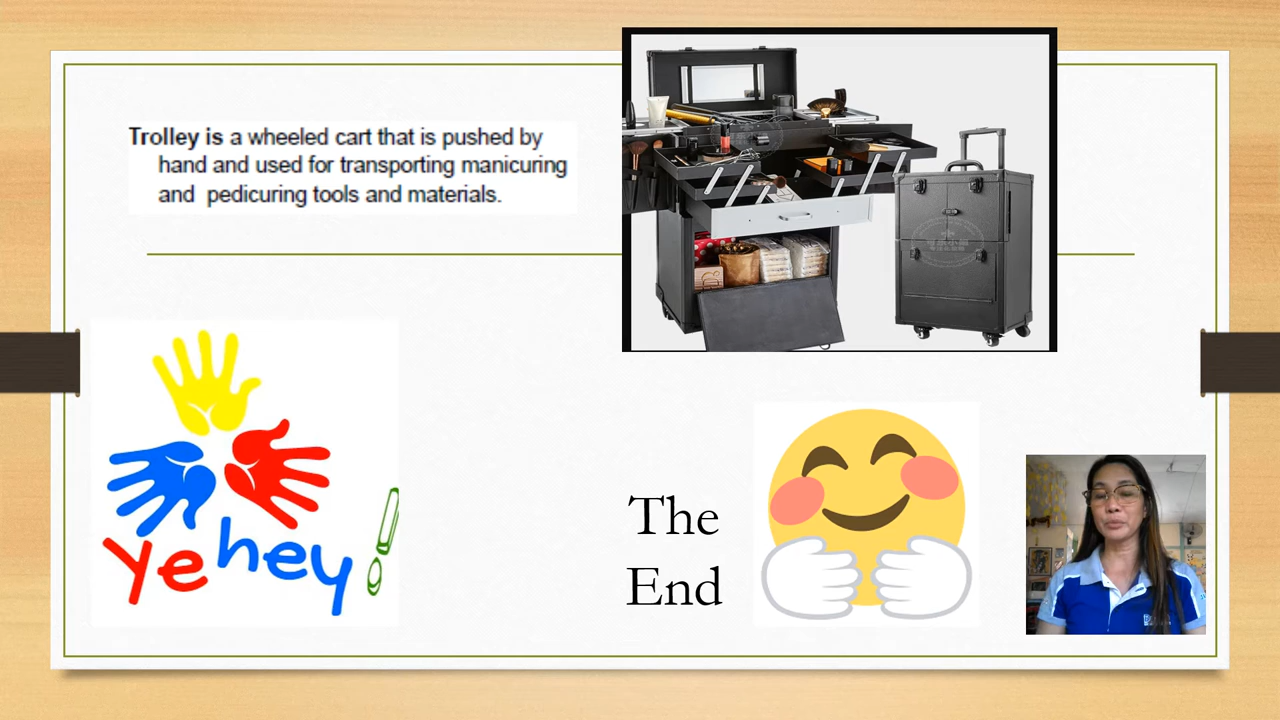 Trolley is a wheeled cart that is pushed by
hand and used for transporting manicuring
and pedicuring tools and materials.
Yehey!
The
End